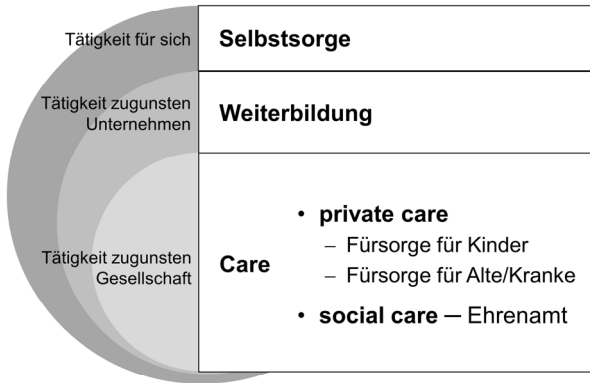 Tätigkeit für sich
Selbstsorge
Tätigkeit zugunsten
Unternehmen
Weiterbildung
Tätigkeit zugunsten
Gesellschaft
Care
• private care
– Fürsorge für Kinder
– Fürsorge für Alte/Kranke
• social care — Ehrenamt